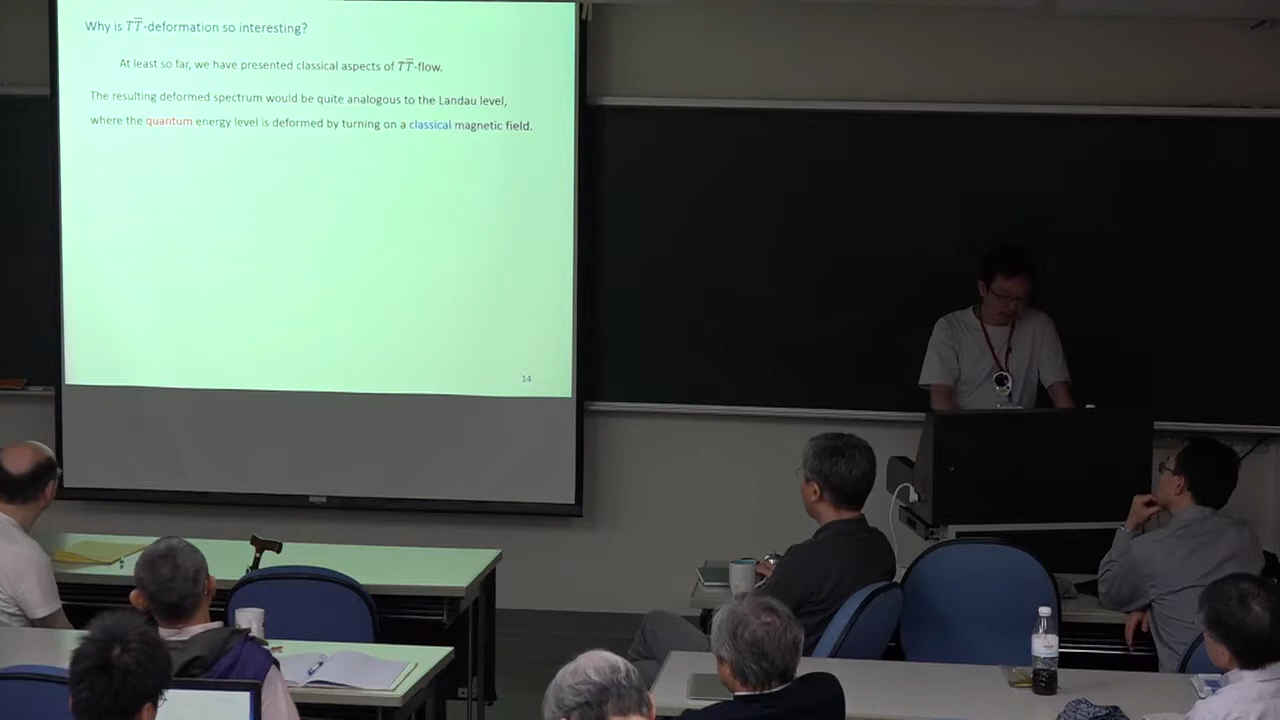 Why is T\overline{T}-deformation so interesting?
At least so far, we have presented classical aspects of T\overline{T}-flow.
The resulting deformed spectrum would be quite analogous to the Landau level,
where the quantum energy level is deformed by turning on a classical magnetic field.
14